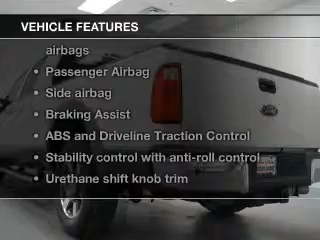 VEHICLE FEATURES
airbags
• Passenger Airbag
• Side airbag
• Braking Assist
• ABS and Driveline Traction Control
• Stability control with anti-roll control
• Urethane shift knob trim